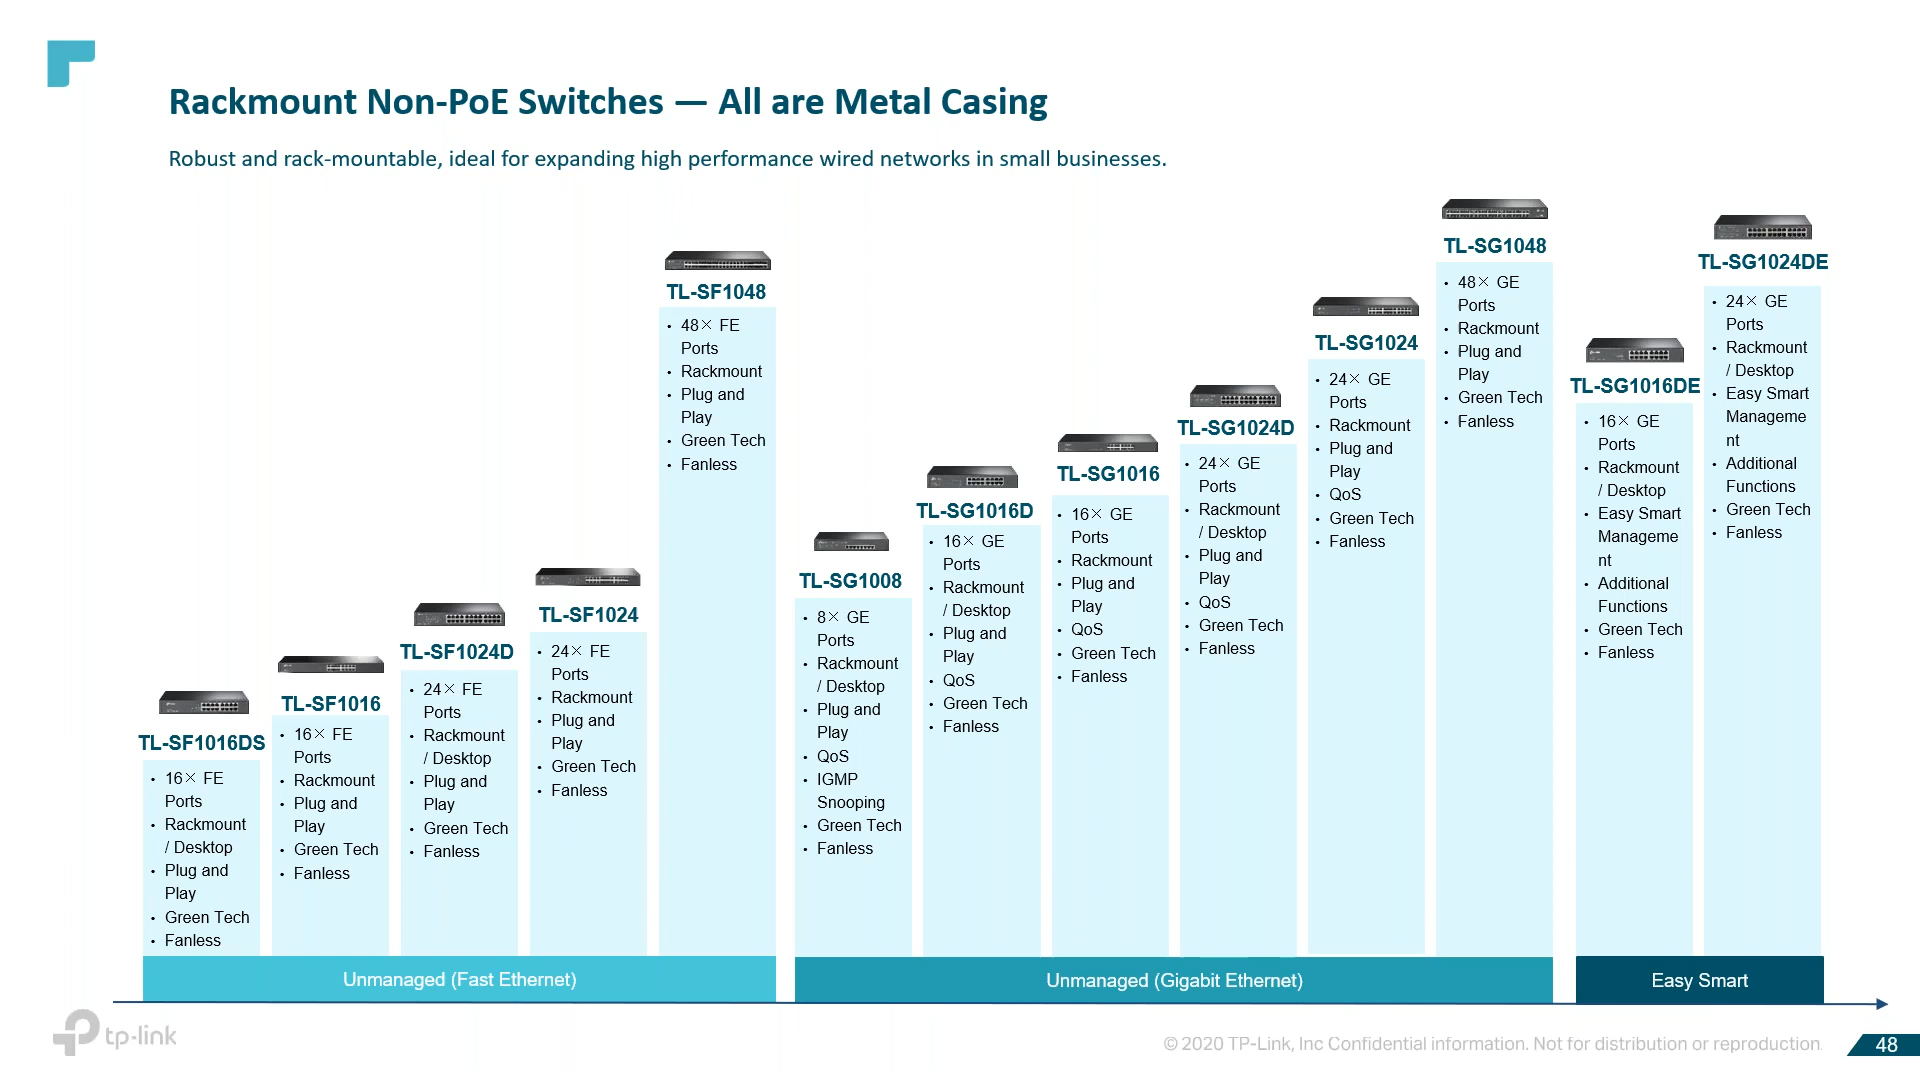 Rackmount Non-PoE Switches — All are Metal Casing
Robust and rack-mountable, ideal for expanding high performance wired networks in small businesses.
TL-SF1016DS
• 16× FE
Ports
• Rackmount
/ Desktop
• Plug and
Play
• Green Tech
• Fanless
TL-SF1016
• 16× FE
Ports
• Rackmount
• Plug and
Play
• Green Tech
• Fanless
TL-SF1024D
• 24× FE
Ports
• Rackmount
/ Desktop
• Plug and
Play
• Green Tech
• Fanless
TL-SF1024
• 24× FE
Ports
• Rackmount
• Plug and
Play
• Green Tech
• Fanless
TL-SF1048
• 48× FE
Ports
• Rackmount
• Plug and
Play
• Green Tech
• Fanless
Unmanaged (Fast Ethernet)
TL-SG1008
• 8× GE
Ports
• Rackmount
/ Desktop
• Plug and
Play
• QoS
• IGMP
Snooping
• Green Tech
• Fanless
TL-SG1016D
• 16× GE
Ports
• Rackmount
/ Desktop
• Plug and
Play
• QoS
• Green Tech
• Fanless
TL-SG1016
• 16× GE
Ports
• Rackmount
• Plug and
Play
• QoS
• Green Tech
• Fanless
TL-SG1024D
• 24× GE
Ports
• Rackmount
/ Desktop
• Plug and
Play
• QoS
• Green Tech
• Fanless
TL-SG1024
• 24× GE
Ports
• Rackmount
• Plug and
Play
• QoS
• Green Tech
• Fanless
TL-SG1048
• 48× GE
Ports
• Rackmount
• Plug and
Play
• Green Tech
• Fanless
Unmanaged (Gigabit Ethernet)
TL-SG1016DE
• 16× GE
Ports
• Rackmount
/ Desktop
• Easy Smart
Manageme
nt
• Additional
Functions
• Green Tech
• Fanless
TL-SG1024DE
• 24× GE
Ports
• Rackmount
/ Desktop
• Easy Smart
Manageme
nt
• Additional
Functions
• Green Tech
• Fanless
Easy Smart
tp-link
© 2020 TP-Link, Inc Confidential information. Not for distribution or reproduction.
48